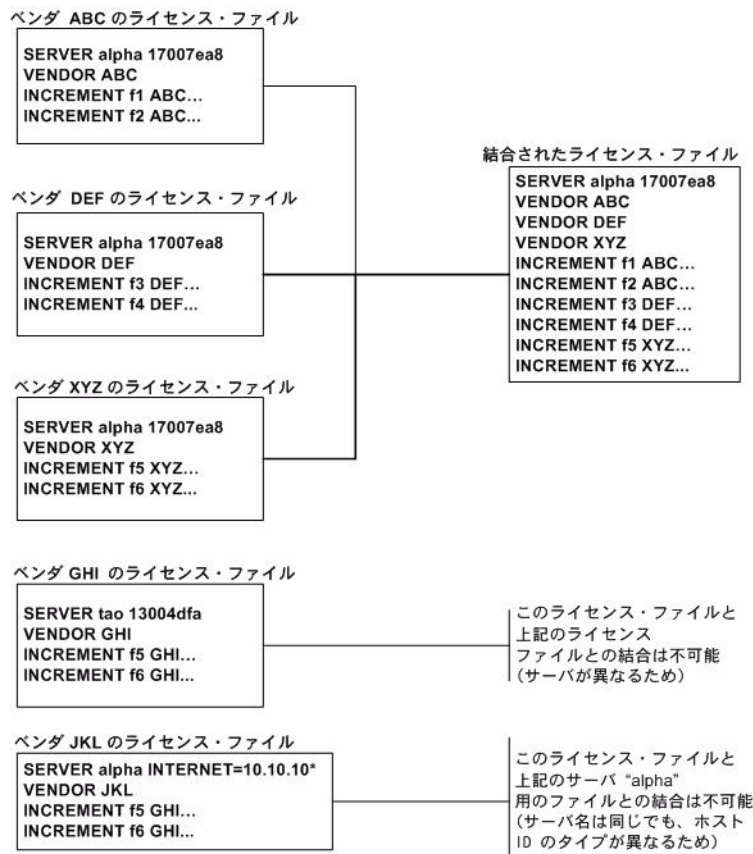 ベンダ ABC のライセンス・ファイル
SERVER alpha 17007ea8
VENDOR ABC
INCREMENT f1 ABC...
INCREMENT f2 ABC...
ベンダ DEF のライセンス・ファイル
SERVER alpha 17007ea8
VENDOR DEF
INCREMENT f3 DEF...
INCREMENT f4 DEF...
ベンダ XYZ のライセンス・ファイル
SERVER alpha 17007ea8
VENDOR XYZ
INCREMENT f5 XYZ...
INCREMENT f6 XYZ...
結合されたライセンス・ファイル
SERVER alpha 17007ea8
VENDOR ABC
VENDOR DEF
VENDOR XYZ
INCREMENT f1 ABC...
INCREMENT f2 ABC...
INCREMENT f3 DEF...
INCREMENT f4 DEF...
INCREMENT f5 XYZ...
INCREMENT f6 XYZ...
ベンダ GHI のライセンス・ファイル
SERVER tao 13004dfa
VENDOR GHI
INCREMENT f5 GHI...
INCREMENT f6 GHI...
このライセンス・ファイルと
上記のライセンス
ファイルとの結合は不可能
(サーバが異なるため)
ベンダ JKL のライセンス・ファイル
SERVER alpha INTERNET=10.10.10*
VENDOR JKL
INCREMENT f5 GHI...
INCREMENT f6 GHI...
このライセンス・ファイルと
上記のサーバ “alpha”
用のファイルとの結合は不可能
(サーバ名は同じでも、ホスト
ID のタイプが異なるため)